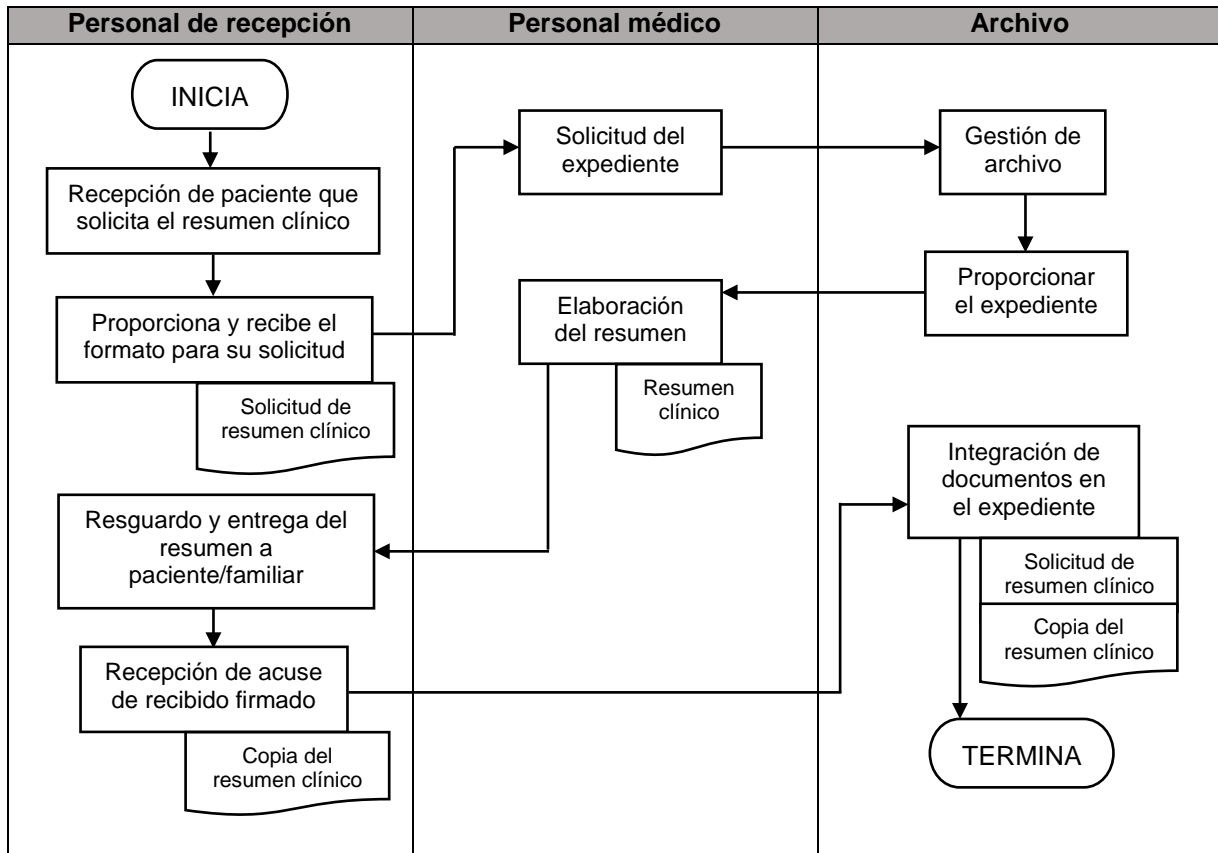 Personal de recepción
Personal médico
Archivo
INICIA
Recepción de paciente que
solicita el resumen clínico
Proporciona y recibe el
formato para su solicitud
Solicitud de
resumen clínico
Solicitud del
expediente
Gestión de
archivo
Proporcionar
el expediente
Elaboración
del resumen
Resumen
clínico
Resguardo y entrega del
resumen a
paciente/familiar
Recepción de acuse
de recibido firmado
Copia del
resumen clínico
Integración de
documentos en
el expediente
Solicitud de
resumen clínico
Copia del
resumen clínico
TERMINA